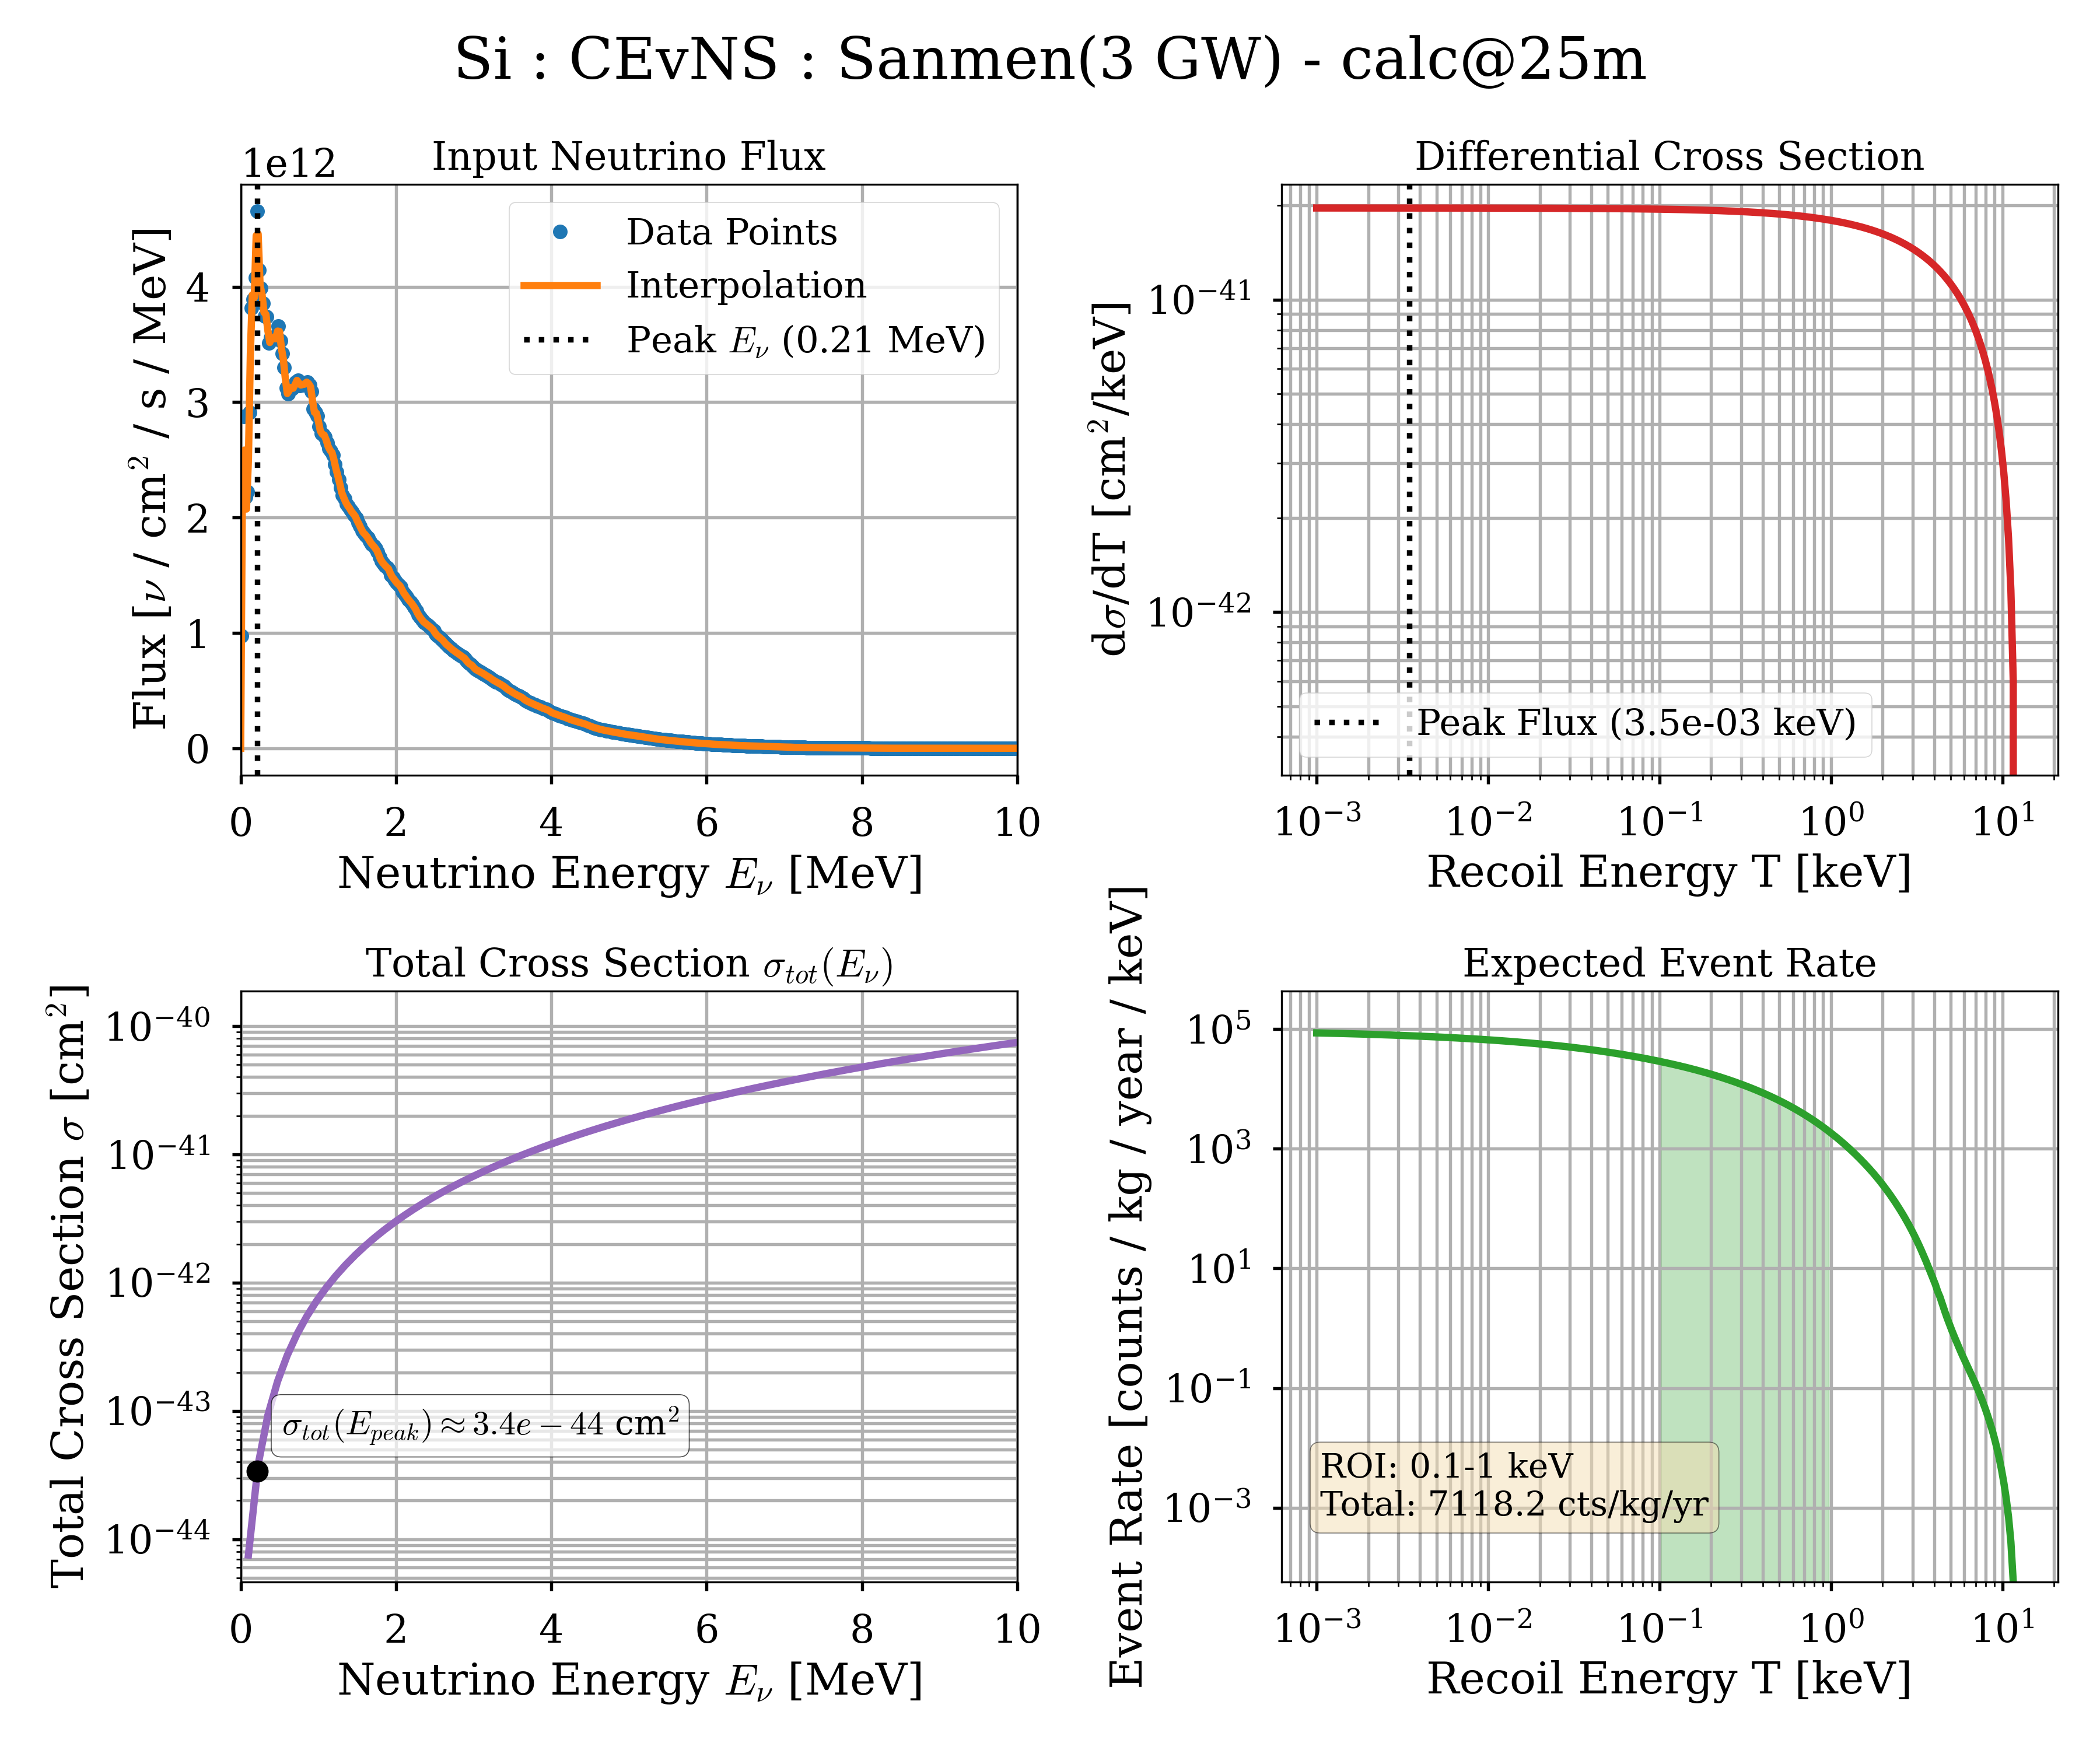 Si : CEvNS : Sanmen(3 GW) - calc@25m
Input Neutrino Flux
1e12
Flux [ν / cm² / s / MeV]
4
3
2
1
0
Data Points
Interpolation
Peak Eν (0.21 MeV)
0 2 4 6 8 10
Neutrino Energy Eν [MeV]
Differential Cross Section
dσ/dT [cm²/keV]
10⁻⁴¹
10⁻⁴²
Peak Flux (3.5e-03 keV)
10⁻³ 10⁻² 10⁻¹ 10⁰ 10¹
Recoil Energy T [keV]
Total Cross Section σtot(Eν)
Total Cross Section σ [cm²]
10⁻⁴⁰
10⁻⁴¹
10⁻⁴²
10⁻⁴³
10⁻⁴⁴
σtot(Epeak) ≈ 3.4e − 44 cm²
0 2 4 6 8 10
Neutrino Energy Eν [MeV]
Expected Event Rate
Event Rate [counts / kg / year / keV]
10⁵
10³
10¹
10⁻¹
10⁻³
ROI: 0.1-1 keV
Total: 7118.2 cts/kg/yr
10⁻³ 10⁻² 10⁻¹ 10⁰ 10¹
Recoil Energy T [keV]